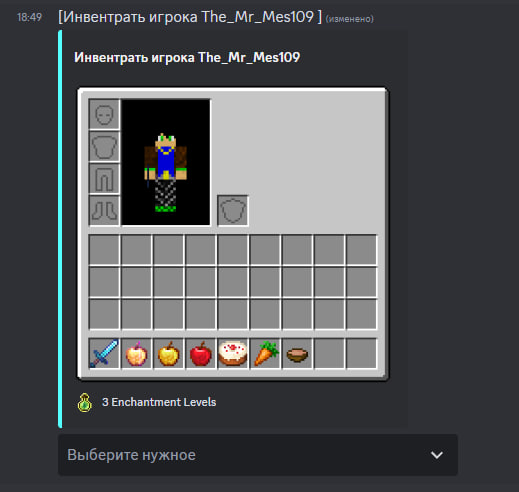 18:49 [Инвентрать игрока The_Mr_Mes109 ] (изменено)
Инвентрать игрока The_Mr_Mes109
3 Enchantment Levels
Выберите нужное